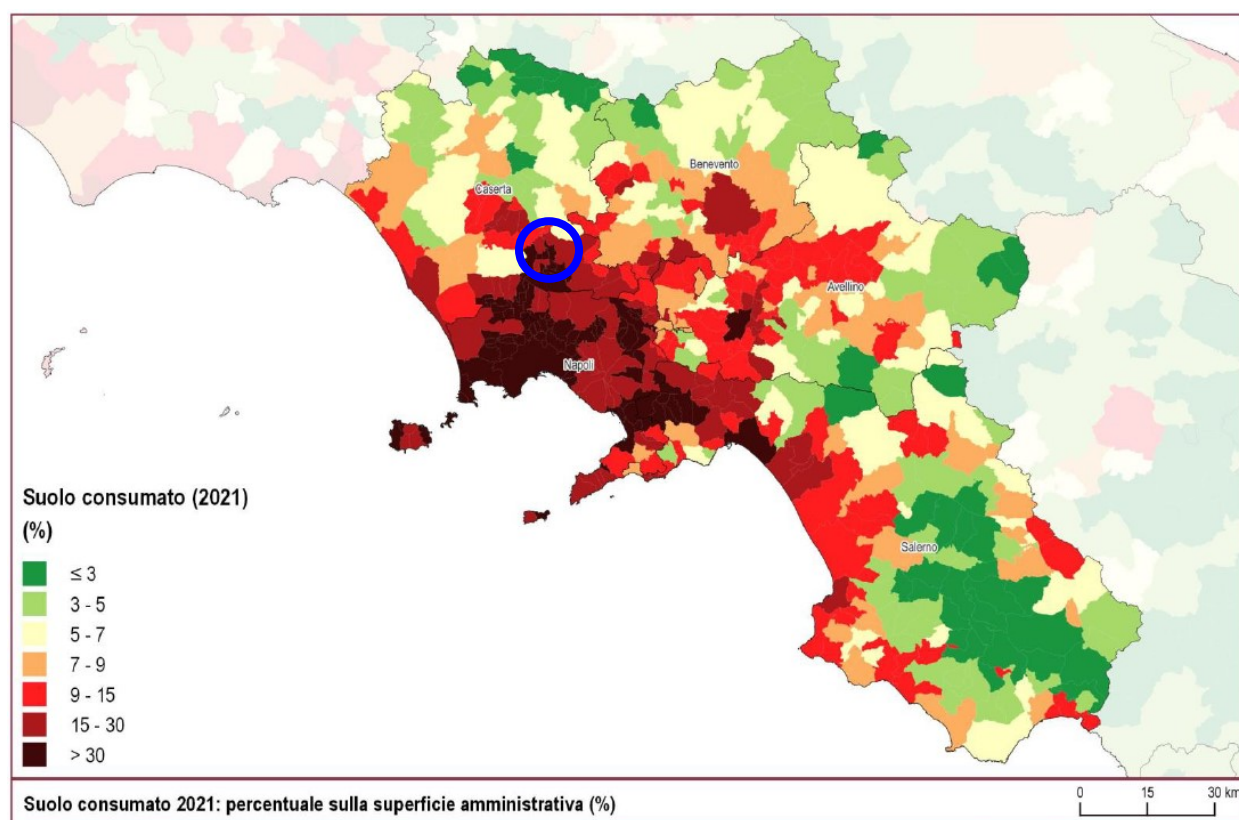 Benevento
Caserta
Avellino
Napoli
Salerno
Suolo consumato (2021)
(%)
≤ 3
3 - 5
5 - 7
7 - 9
9 - 15
15 - 30
> 30
Suolo consumato 2021: percentuale sulla superficie amministrativa (%)
0 15 30 km